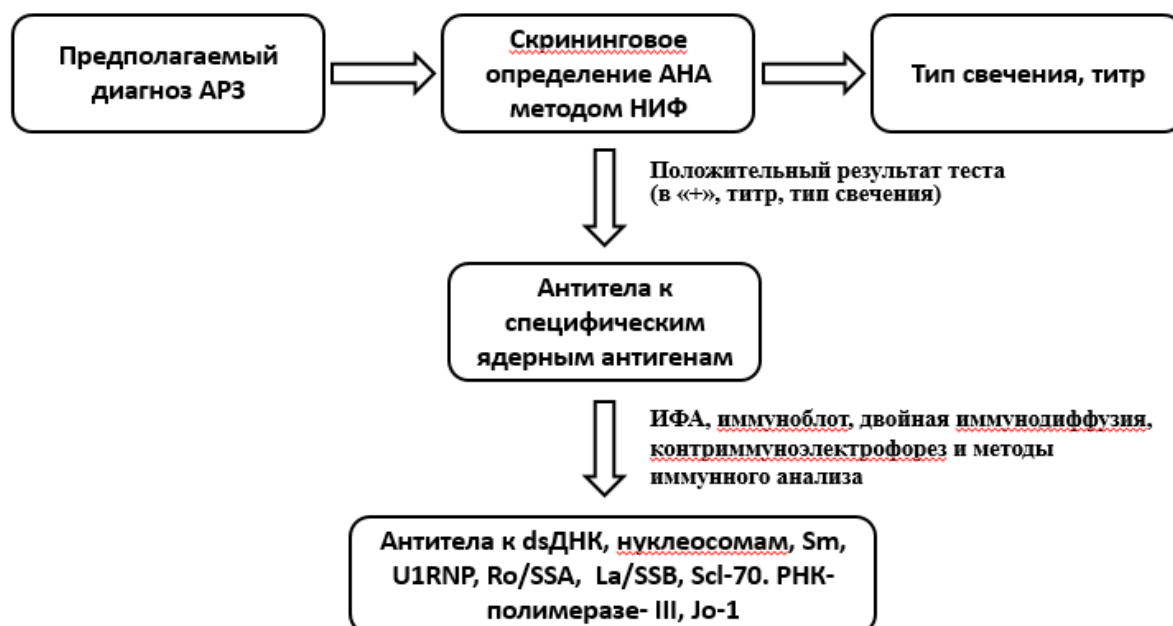 Предполагаемый
диагноз АРЗ
Скрининговое
определение АНА
методом НИФ
Тип свечения, титр
Положительный результат теста
(в «+», титр, тип свечения)
Антитела к
специфическим
ядерным антигенам
ИФА, иммуноблот, двойная иммунодиффузия,
контриммуноэлектрофорез и методы
иммунного анализа
Антитела к dsДНК, нуклеосомам, Sm,
U1RNP, Ro/SSA, La/SSB, Scl-70. РНК-
полимеразе- III, Jo-1